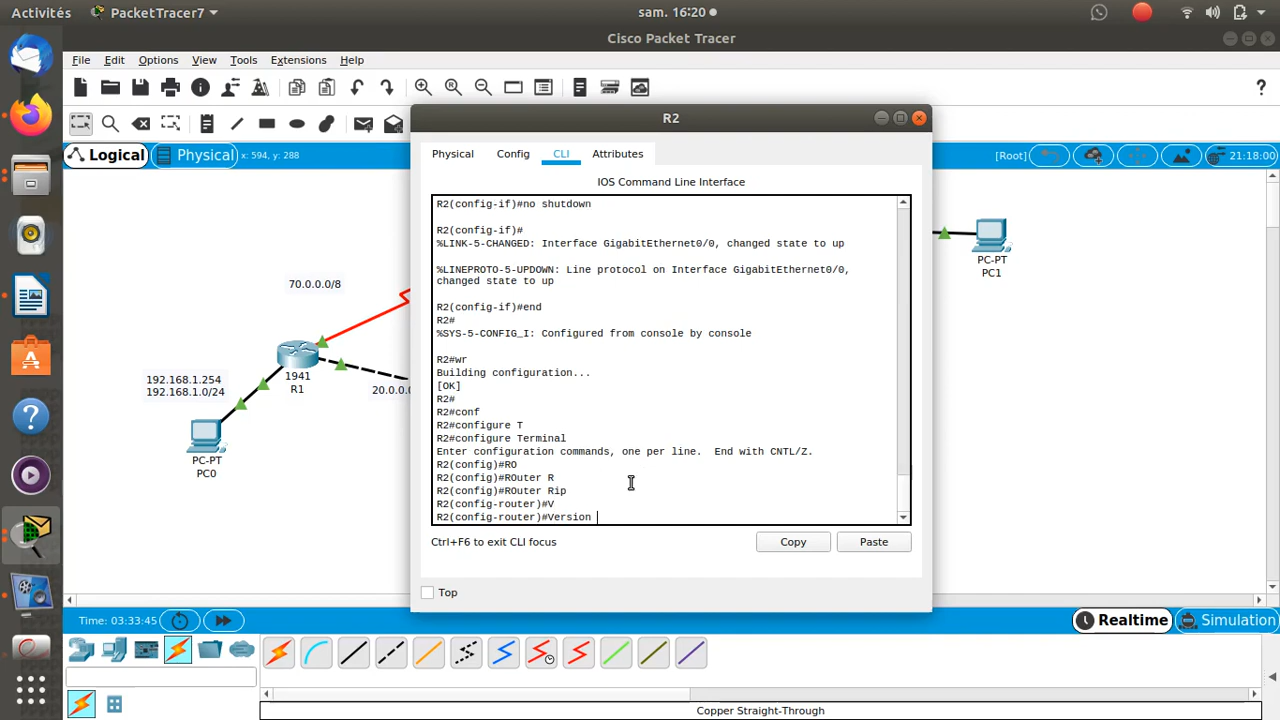 Activités
PacketTracer7
sam. 16:20
Cisco Packet Tracer
File Edit Options View Tools Extensions Help
Logical
Physical
x: 594, y: 288
[Root]
21:18:00
70.0.0.0/8
1941
R1
20.0.0.0
192.168.1.254
192.168.1.0/24
PC-PT
PC0
PC-PT
PC1
R2
Physical Config CLI Attributes
IOS Command Line Interface
R2(config-if)#no shutdown
R2(config-if)#
%LINK-5-CHANGED: Interface GigabitEthernet0/0, changed state to up
%LINEPROTO-5-UPDOWN: Line protocol on Interface GigabitEthernet0/0,
changed state to up
R2(config-if)#end
R2#
%SYS-5-CONFIG_I: Configured from console by console
R2#wr
Building configuration...
[OK]
R2#
R2#conf
R2#configure T
R2#configure Terminal
Enter configuration commands, one per line.  End with CNTL/Z.
R2(config)#RO
R2(config)#ROuter R
R2(config)#ROuter Rip
R2(config-router)#V
R2(config-router)#Version
Ctrl+F6 to exit CLI focus
Copy
Paste
Top
Time: 03:33:45
Realtime
Simulation
Copper Straight-Through